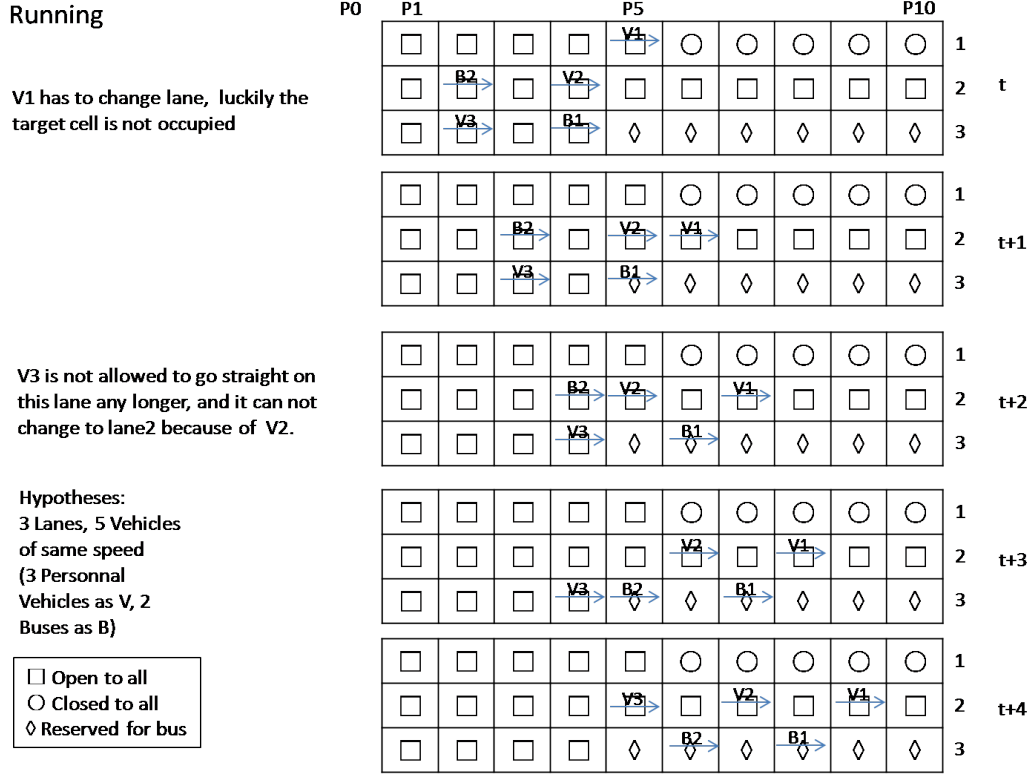 Running
P0 P1 P5 P10
V1 1
V1 has to change lane, luckily the
target cell is not occupied
B2 V2 2 t
V3 B1 3
1
B2 V2 V1 2 t+1
V3 B1 3
1
V3 is not allowed to go straight on
this lane any longer, and it can not
change to lane2 because of V2.
B2 V2 V1 2 t+2
V3 B1 3
Hypotheses:
3 Lanes, 5 Vehicles
of same speed
(3 Personnal
Vehicles as V, 2
Buses as B)
1
V2 V1 2 t+3
V3 B2 B1 3
Open to all
Closed to all
Reserved for bus
1
V3 V2 V1 2 t+4
B2 B1 3